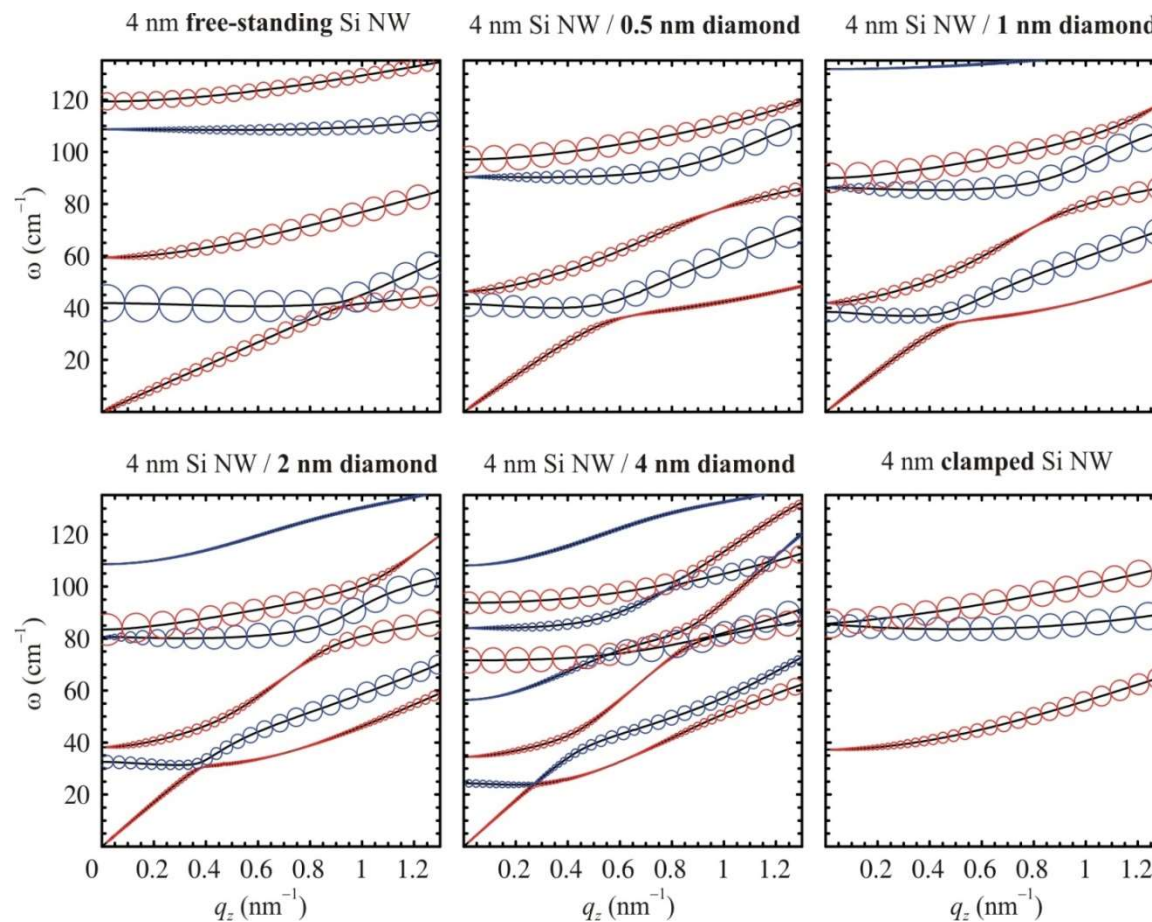 4 nm free-standing Si NW
4 nm Si NW / 0.5 nm diamond
4 nm Si NW / 1 nm diamond
ω (cm⁻¹)
120
100
80
60
40
20
4 nm Si NW / 2 nm diamond
4 nm Si NW / 4 nm diamond
4 nm clamped Si NW
ω (cm⁻¹)
120
100
80
60
40
20
0 0.2 0.4 0.6 0.8 1 1.2
0.2 0.4 0.6 0.8 1 1.2
0.2 0.4 0.6 0.8 1 1.2
q_z (nm⁻¹)
q_z (nm⁻¹)
q_z (nm⁻¹)